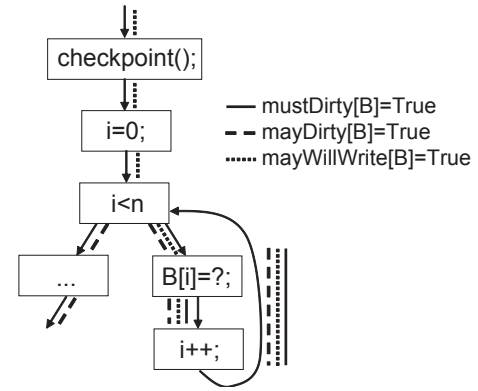 checkpoint();
i=0;
mustDirty[B]=True
mayDirty[B]=True
mayWillWrite[B]=True
i<n
...
B[i]=?;
i++;